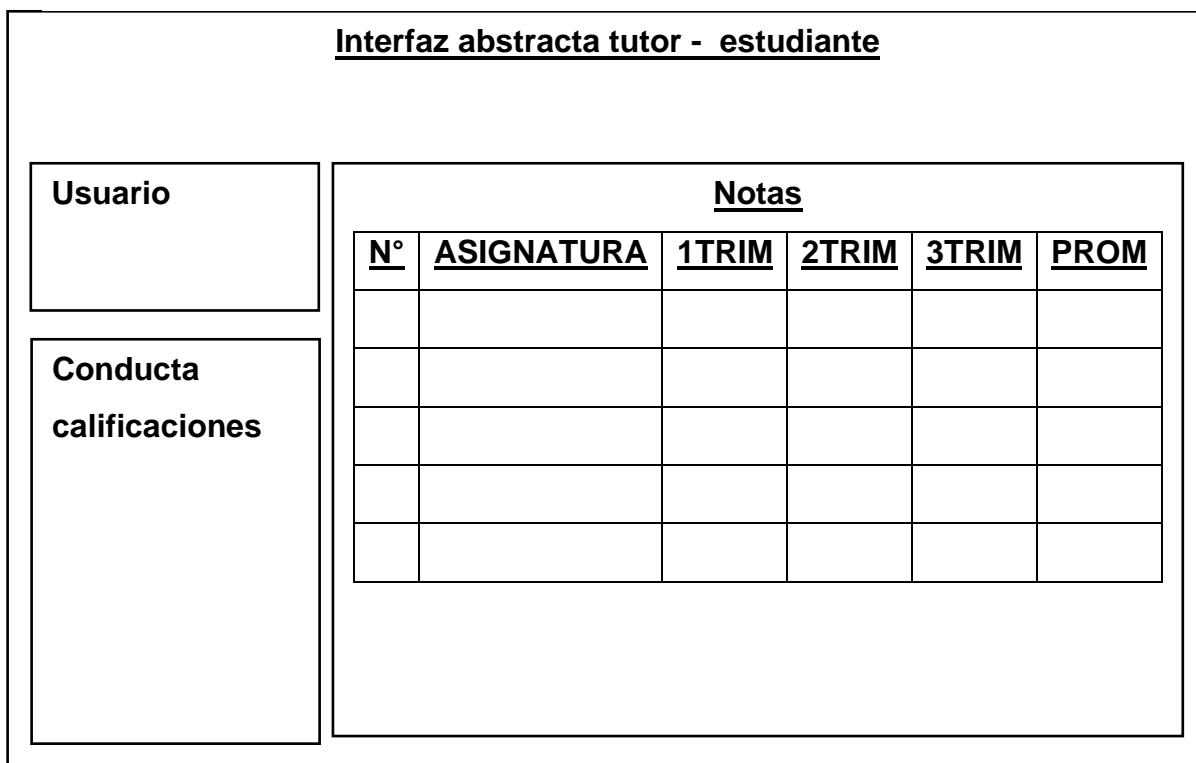 Interfaz abstracta tutor - estudiante
Usuario
Conducta
calificaciones
Notas
N° ASIGNATURA 1TRIM 2TRIM 3TRIM PROM